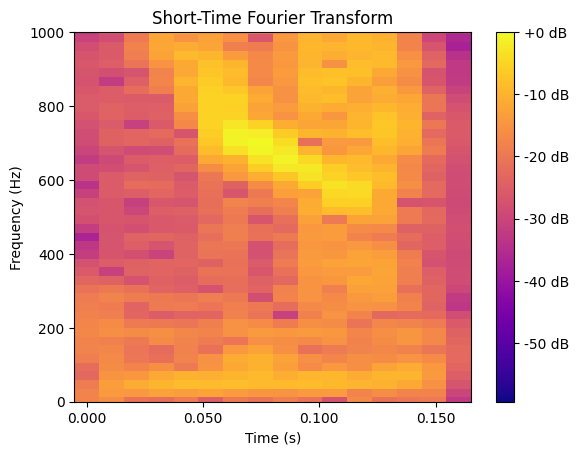 Short-Time Fourier Transform
1000
800
600
400
200
0
Frequency (Hz)
0.000
0.050
0.100
0.150
Time (s)
+0 dB
-10 dB
-20 dB
-30 dB
-40 dB
-50 dB